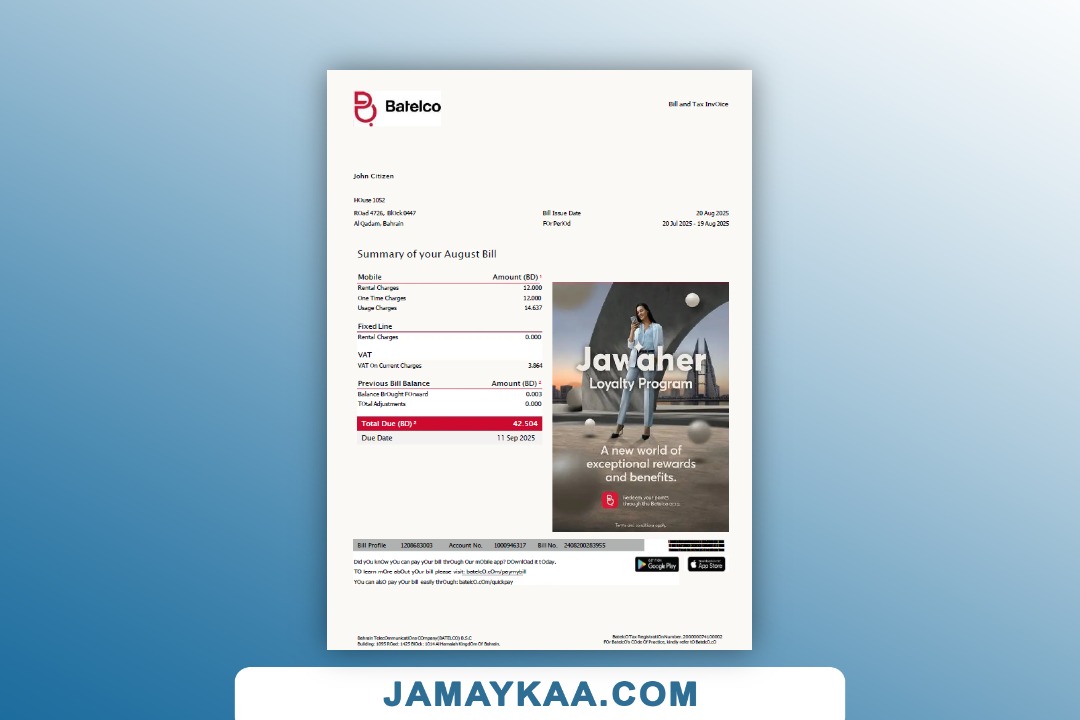 Batelco
Bill and Tax InvOice
John Citizen
HOuse 1052
ROad 4726, BlOck 0447
Al Qadam, Bahrain
Bill Issue Date 20 Aug 2025
FOr PeriOd 20 Jul 2025 - 19 Aug 2025
Summary of your August Bill
Mobile Amount (BD) ¹
Rental Charges 12.000
One Time Charges 12.000
Usage Charges 14.637
Fixed Line
Rental Charges 0.000
VAT
VAT On Current Charges 3.864
Previous Bill Balance Amount (BD) ²
Balance BrOught FOrward 0.003
TOtal Adjustments 0.000
Total Due (BD) ³ 42.504
Due Date 11 Sep 2025
Jawaher
Loyalty Program
A new world of
exceptional rewards
and benefits.
Redeem your points
through the Batelco app.
Terms and conditions apply.
Bill Profile 1208683003 Account No. 1000946317 Bill No. 2408200283955
Did yOu knOw yOu can pay yOur bill thrOugh Our mObile app? DOwnlOad it tOday.
TO learn mOre abOut yOur bill please visit: batelcO.cOm/paymybill
YOu can alsO pay yOur bill easily thrOugh: batelcO.cOm/quickpay
GET IT ON
Google Play
App Store
Bahrain TelecOmmunicatiOns COmpany(BATELCO) B.S.C
Building: 1095 ROad: 1425 BlOck: 1014 Al Hamalah KingdOm Of Bahrain.
BatelcO Tax RegistratiOn Number. 200000074100002
FOr BatelcO's COde Of Practice, kindly refer tO BatelcO.cO
JAMAYKAA.COM